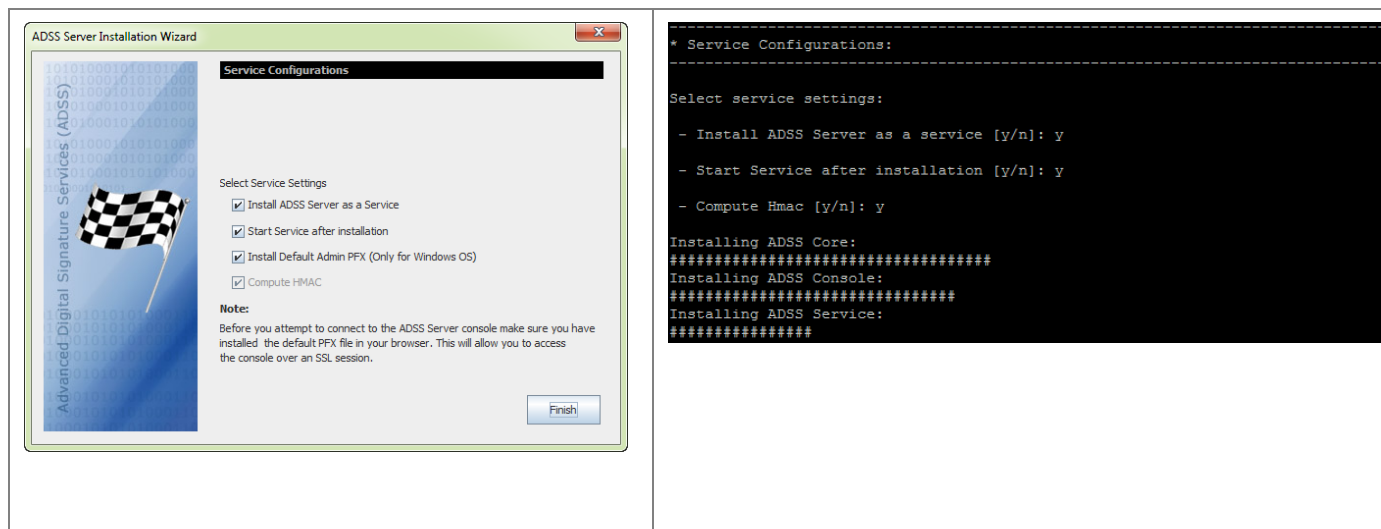 ADSS Server Installation Wizard
Advanced Digital Signature Services (ADSS)
Service Configurations
Select Service Settings
Install ADSS Server as a Service
Start Service after installation
Install Default Admin PFX (Only for Windows OS)
Compute HMAC
Note:
Before you attempt to connect to the ADSS Server console make sure you have
installed the default PFX file in your browser. This will allow you to access
the console over an SSL session.
Finish
--------------------------------------------------------------------------------
* Service Configurations:
--------------------------------------------------------------------------------
Select service settings:
- Install ADSS Server as a service [y/n]: y
- Start Service after installation [y/n]: y
- Compute Hmac [y/n]: y
Installing ADSS Core:
####################################
Installing ADSS Console:
################################
Installing ADSS Service:
################